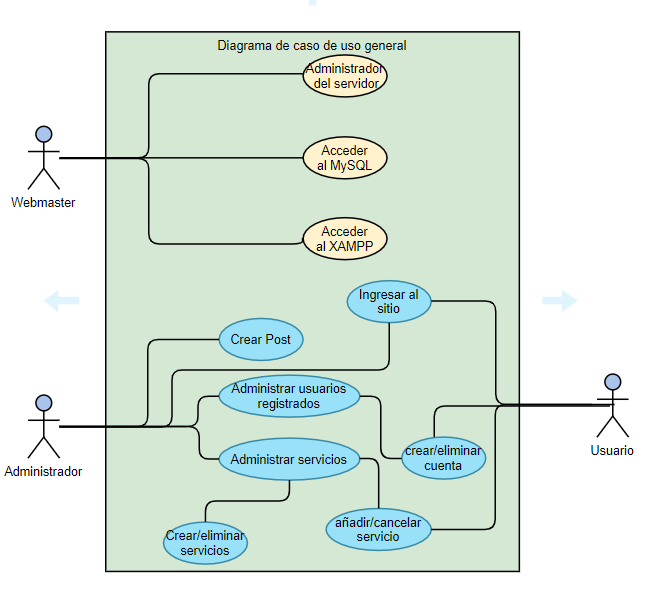 Diagrama de caso de uso general
Administrador
del servidor
Acceder
al MySQL
Webmaster
Acceder
al XAMPP
Ingresar al
sitio
Crear Post
Administrar usuarios
registrados
Administrador
Usuario
crear/eliminar
cuenta
Administrar servicios
añadir/cancelar
servicio
Crear/eliminar
servicios